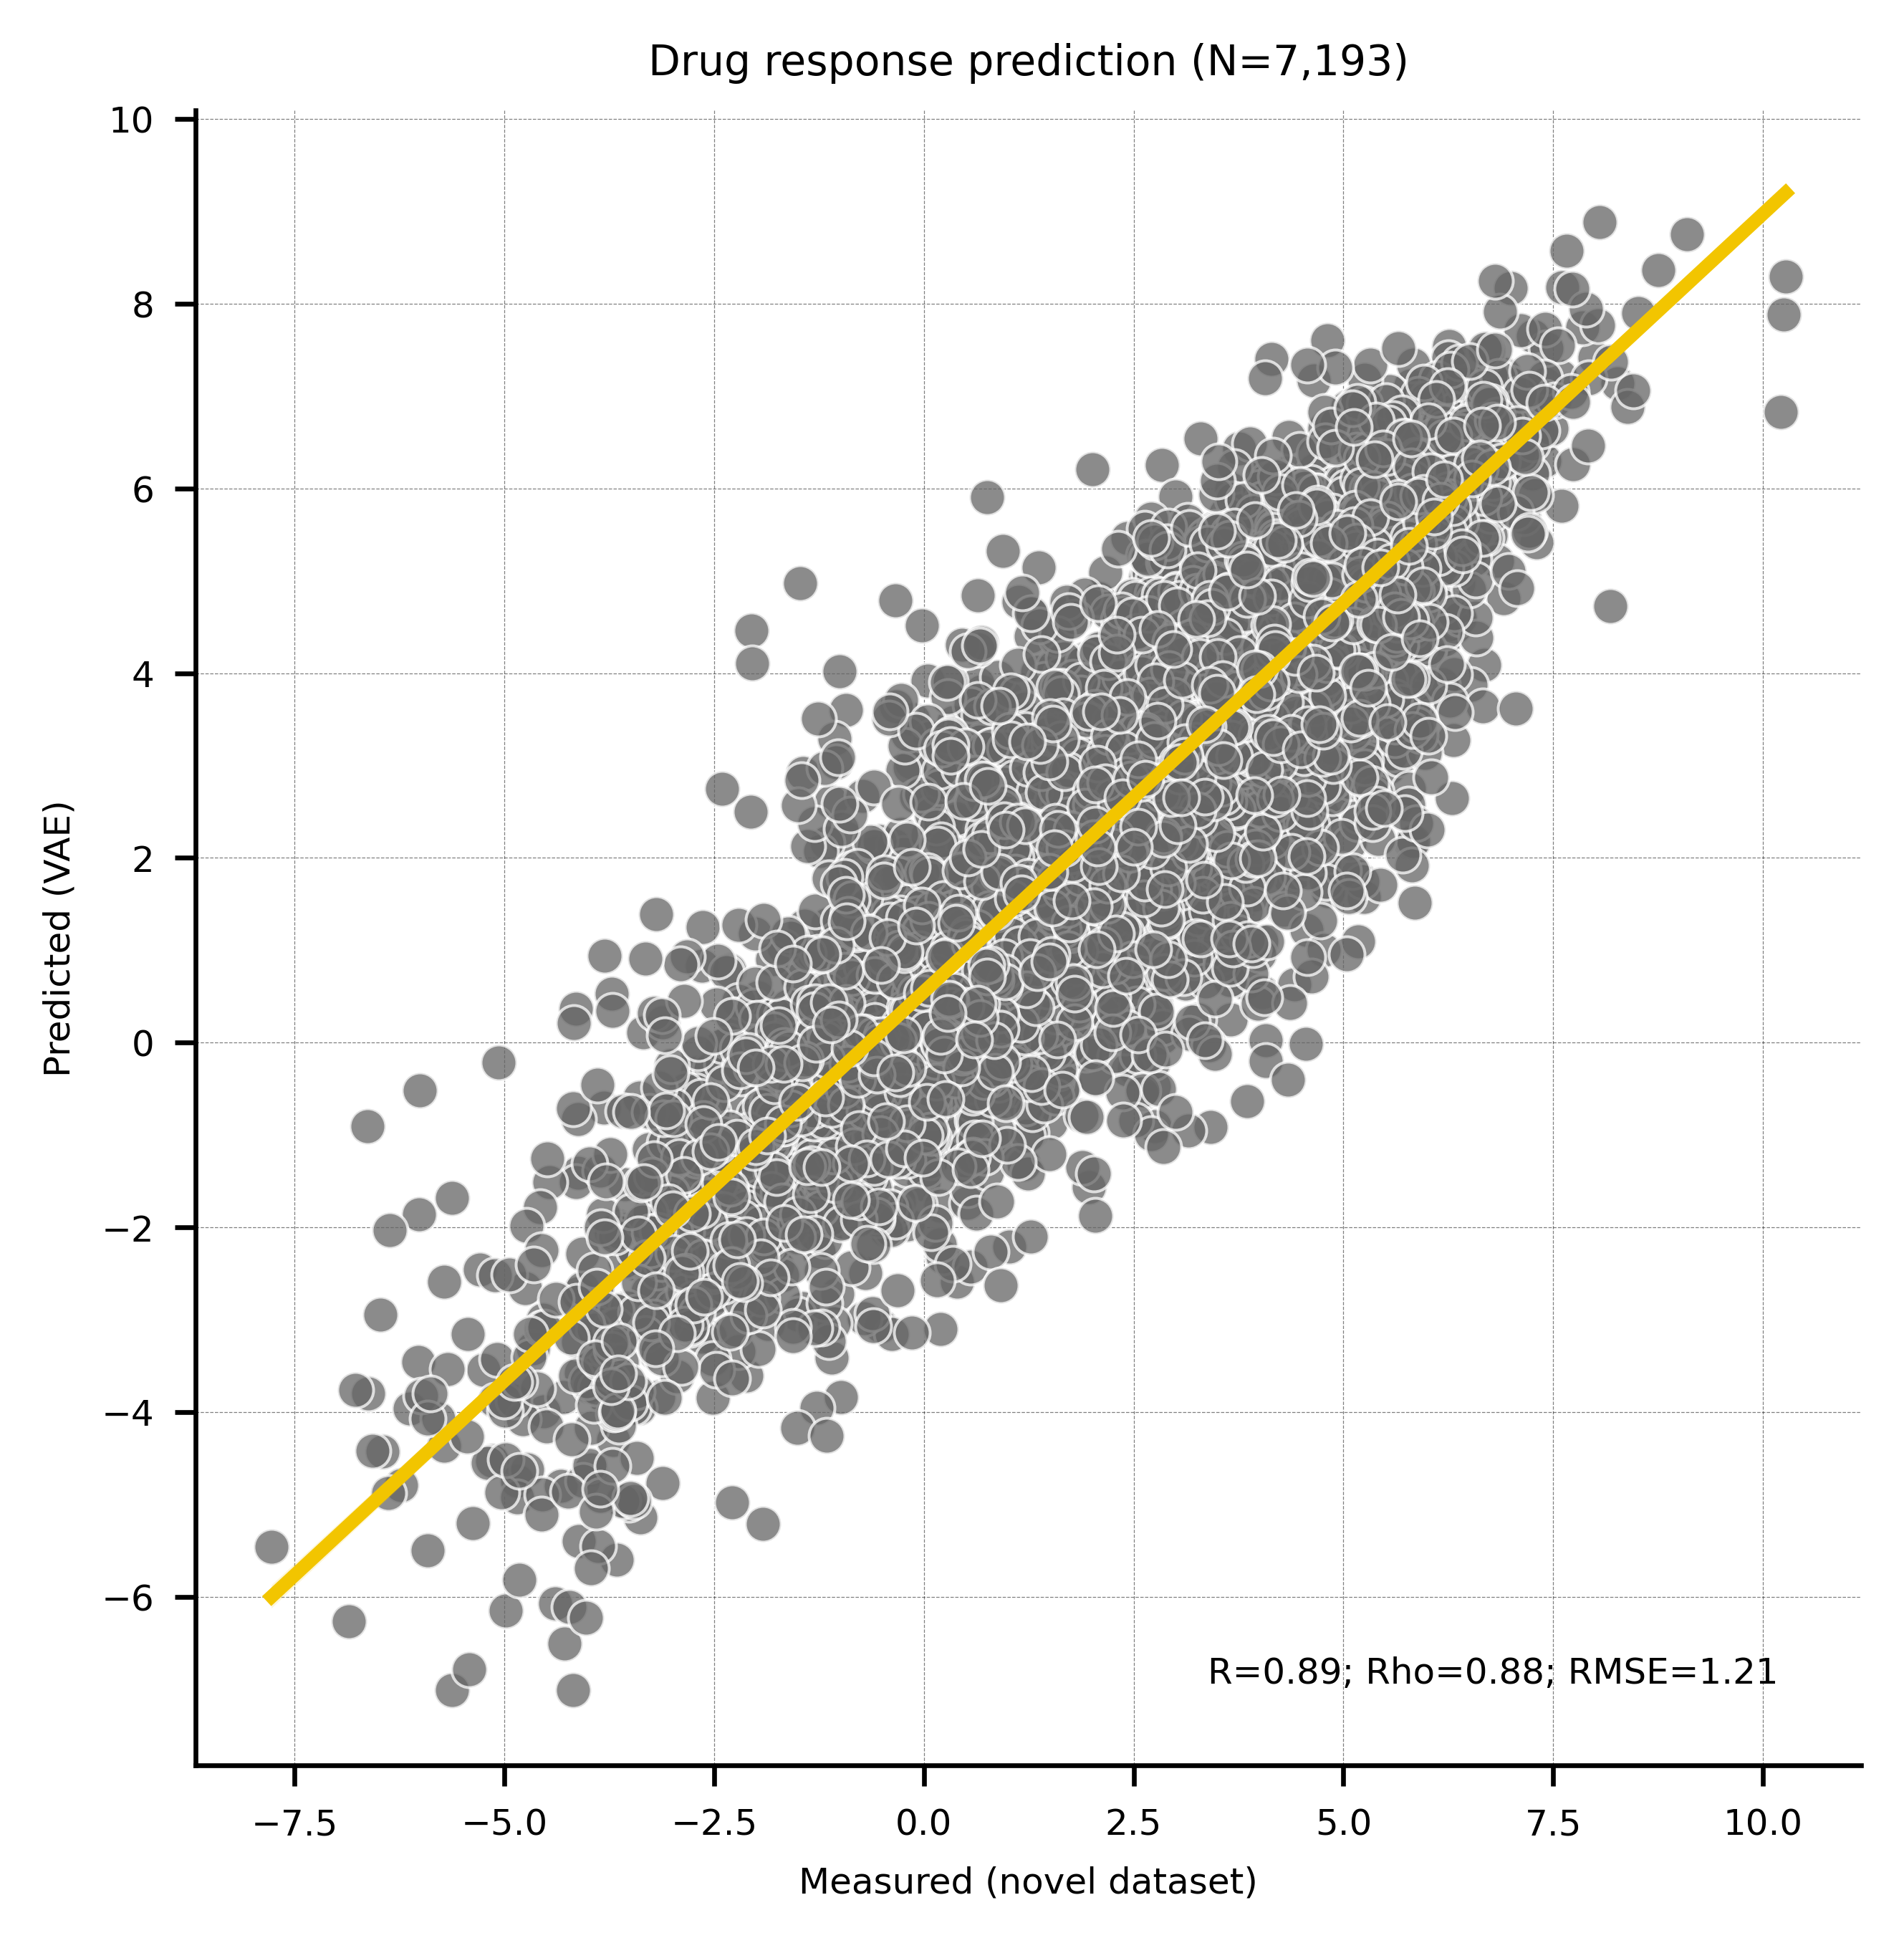 Drug response prediction (N=7,193)
10
8
6
4
2
0
−2
−4
−6
Predicted (VAE)
R=0.89; Rho=0.88; RMSE=1.21
−7.5 −5.0 −2.5 0.0 2.5 5.0 7.5 10.0
Measured (novel dataset)